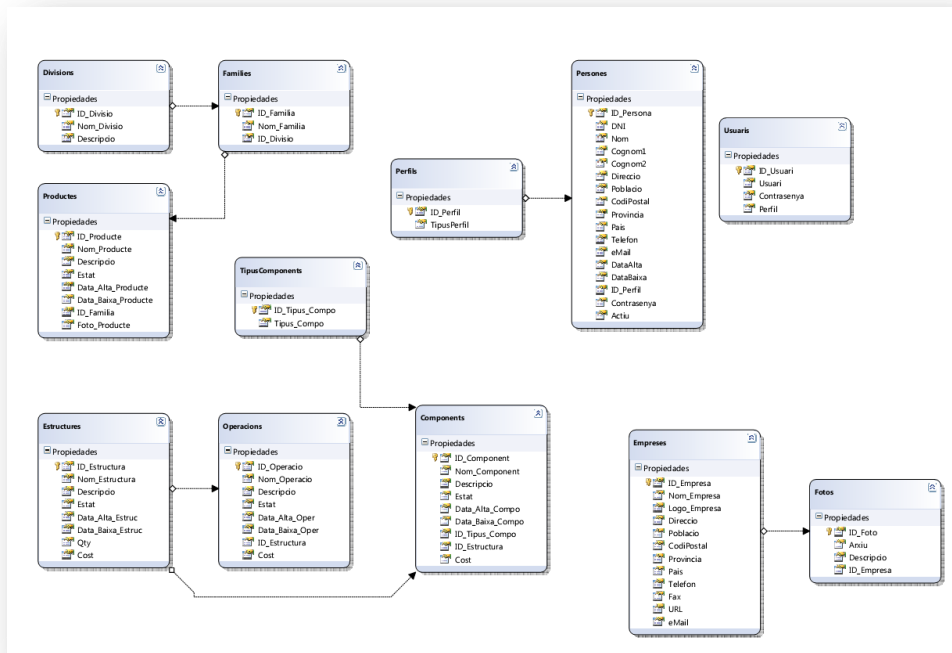 Divisions
Propiedades
ID_Divisio
Nom_Divisio
Descripcio
Families
Propiedades
ID_Familia
Nom_Familia
ID_Divisio
Productes
Propiedades
ID_Producte
Nom_Producte
Descripcio
Estat
Data_Alta_Producte
Data_Baixa_Producte
ID_Familia
Foto_Producte
TipusComponents
Propiedades
ID_Tipus_Compo
Tipus_Compo
Perfils
Propiedades
ID_Perfil
TipusPerfil
Persones
Propiedades
ID_Persona
DNI
Nom
Cognom1
Cognom2
Direccio
Poblacio
CodiPostal
Provincia
Pais
Telefon
eMail
DataAlta
DataBaixa
ID_Perfil
Contrasenya
Actiu
Usuaris
Propiedades
ID_Usuari
Usuari
Contrasenya
Perfil
Estructures
Propiedades
ID_Estructura
Nom_Estructura
Descripcio
Estat
Data_Alta_Estruc
Data_Baixa_Estruc
Qty
Cost
Operacions
Propiedades
ID_Operacio
Nom_Operacio
Descripcio
Estat
Data_Alta_Oper
Data_Baixa_Oper
ID_Estructura
Cost
Components
Propiedades
ID_Component
Nom_Component
Descripcio
Estat
Data_Alta_Compo
Data_Baixa_Compo
ID_Tipus_Compo
ID_Estructura
Cost
Empreses
Propiedades
ID_Empresa
Nom_Empresa
Logo_Empresa
Direccio
Poblacio
CodiPostal
Provincia
Pais
Telefon
Fax
URL
eMail
Fotos
Propiedades
ID_Foto
Arxiu
Descripcio
ID_Empresa